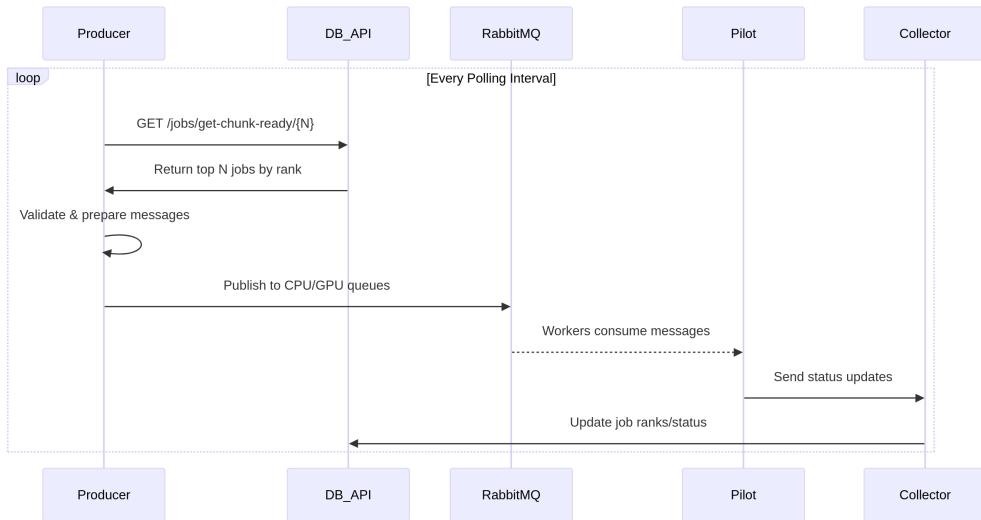 Producer
DB_API
RabbitMQ
Pilot
Collector
loop
[Every Polling Interval]
GET /jobs/get-chunk-ready/{N}
Return top N jobs by rank
Validate & prepare messages
Publish to CPU/GPU queues
Workers consume messages
Send status updates
Update job ranks/status
Producer
DB_API
RabbitMQ
Pilot
Collector